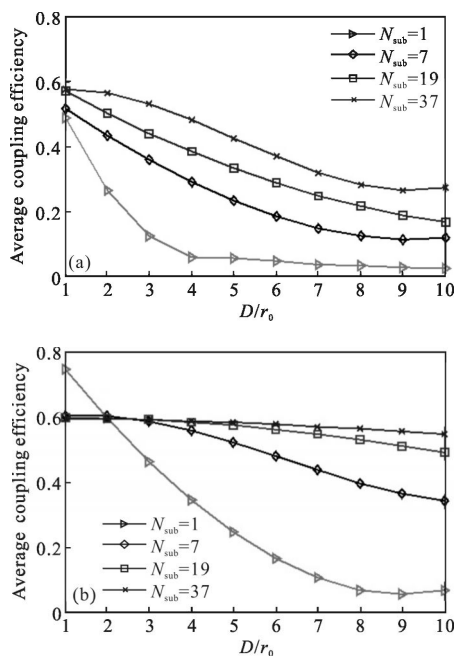 0.8
0.6
0.4
0.2
0
Average coupling efficiency
N_sub=1
N_sub=7
N_sub=19
N_sub=37
(a)
1 2 3 4 5 6 7 8 9 10
D/r_0
0.8
0.6
0.4
0.2
0
Average coupling efficiency
N_sub=1
N_sub=7
N_sub=19
N_sub=37
(b)
1 2 3 4 5 6 7 8 9 10
D/r_0